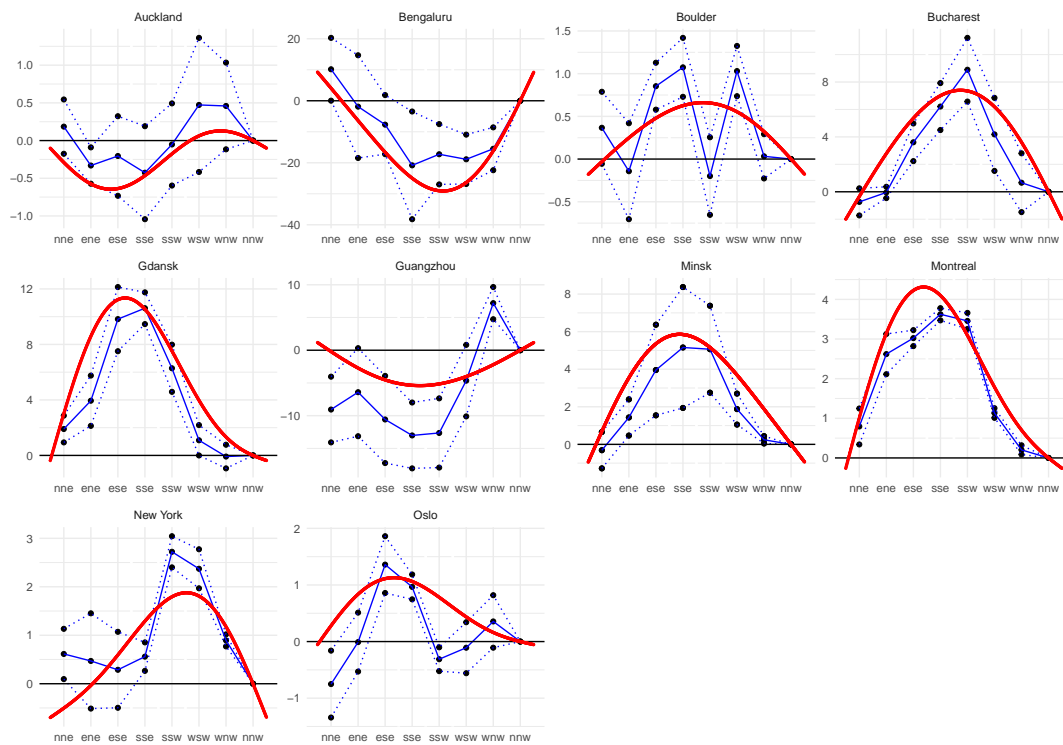 Auckland
Bengaluru
Boulder
Bucharest
1.0
0.5
0.0
−0.5
−1.0
20
0
−20
−40
1.5
1.0
0.5
0.0
−0.5
8
4
0
nne ene ese sse ssw wsw wnw nnw
nne ene ese sse ssw wsw wnw nnw
nne ene ese sse ssw wsw wnw nnw
nne ene ese sse ssw wsw wnw nnw
Gdansk
Guangzhou
Minsk
Montreal
12
8
4
0
10
0
−10
8
6
4
2
0
4
3
2
1
0
nne ene ese sse ssw wsw wnw nnw
nne ene ese sse ssw wsw wnw nnw
nne ene ese sse ssw wsw wnw nnw
nne ene ese sse ssw wsw wnw nnw
New York
Oslo
3
2
1
0
2
1
0
−1
nne ene ese sse ssw wsw wnw nnw
nne ene ese sse ssw wsw wnw nnw